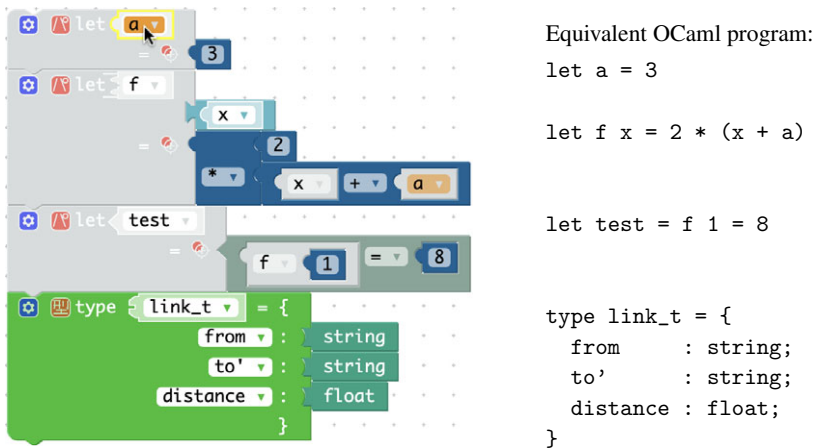 let a
= 3
let f
x
=
2
* x + a
let test
= f 1 = 8
型 type link_t = {
from : string
to' : string
distance : float
}
Equivalent OCaml program:
let a = 3
let f x = 2 * (x + a)
let test = f 1 = 8
type link_t = {
from : string;
to’ : string;
distance : float;
}